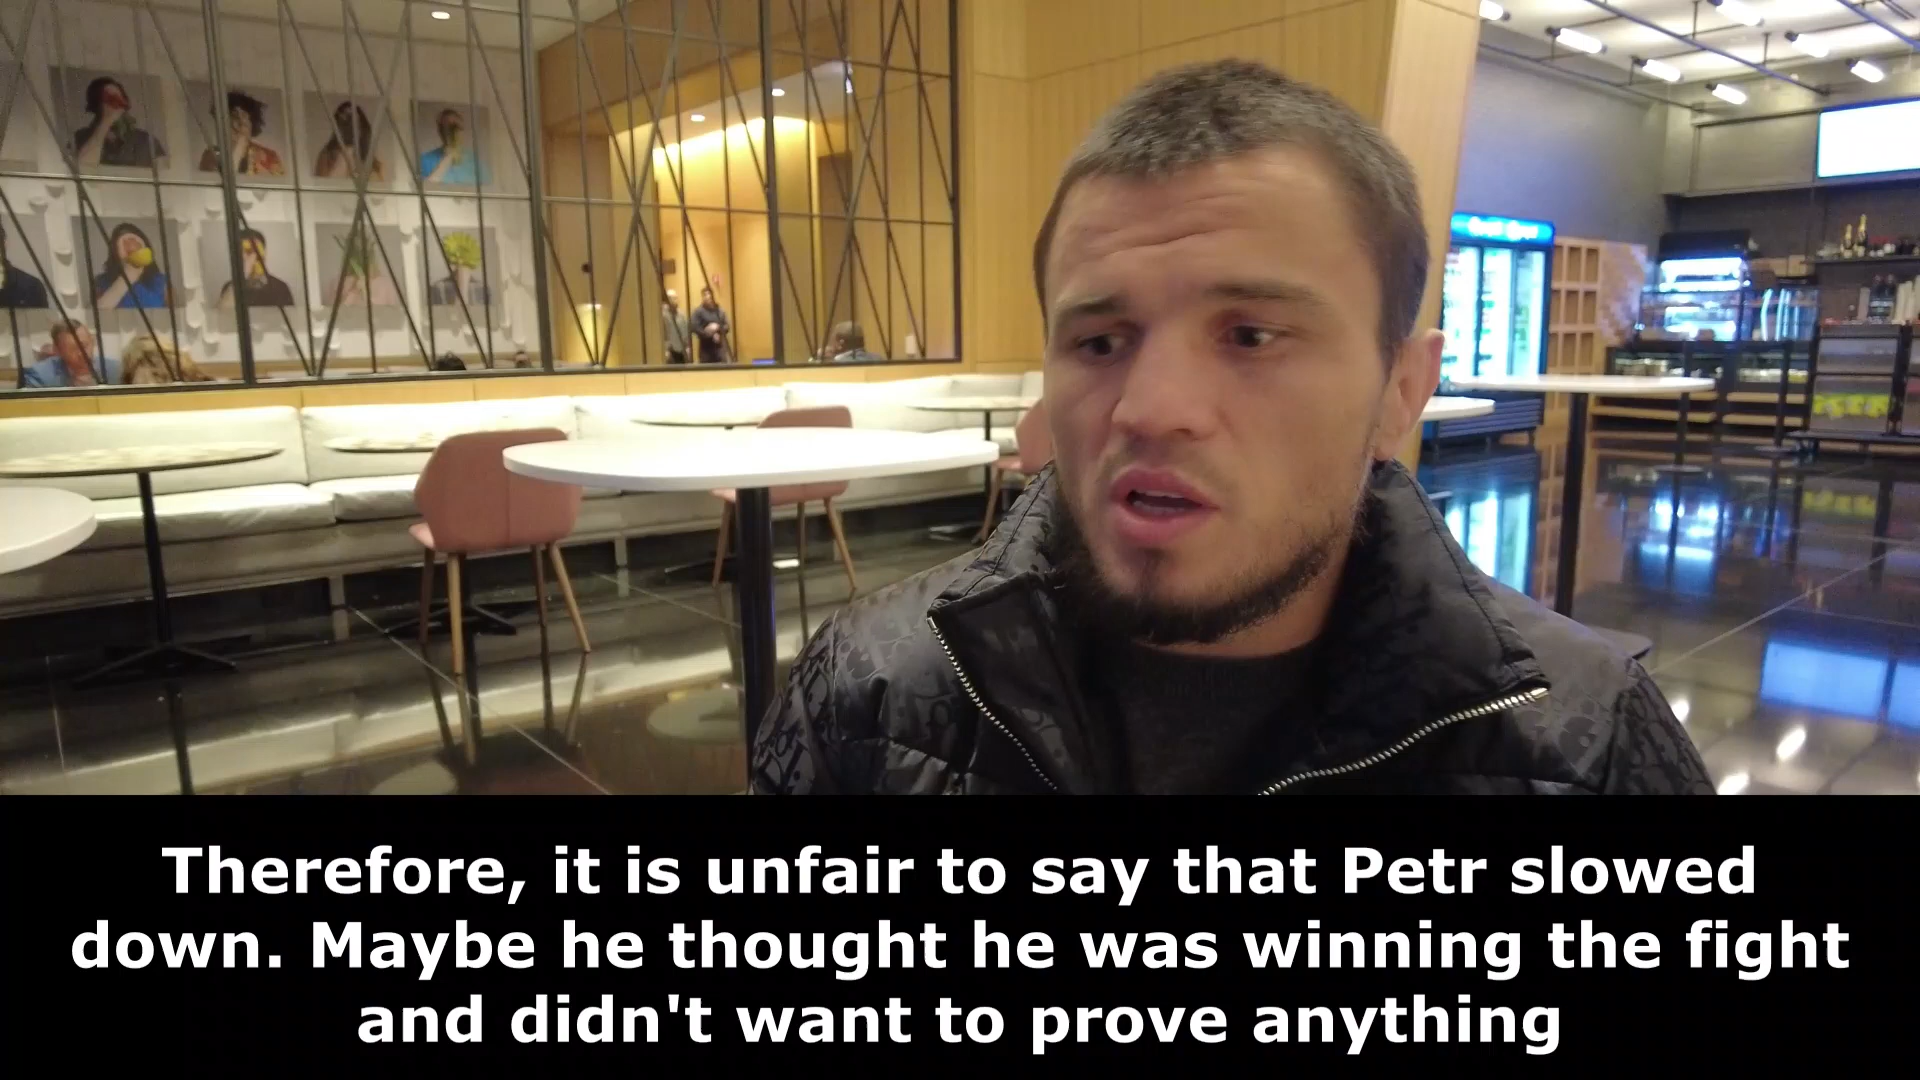 Therefore, it is unfair to say that Petr slowed
down. Maybe he thought he was winning the fight
and didn't want to prove anything